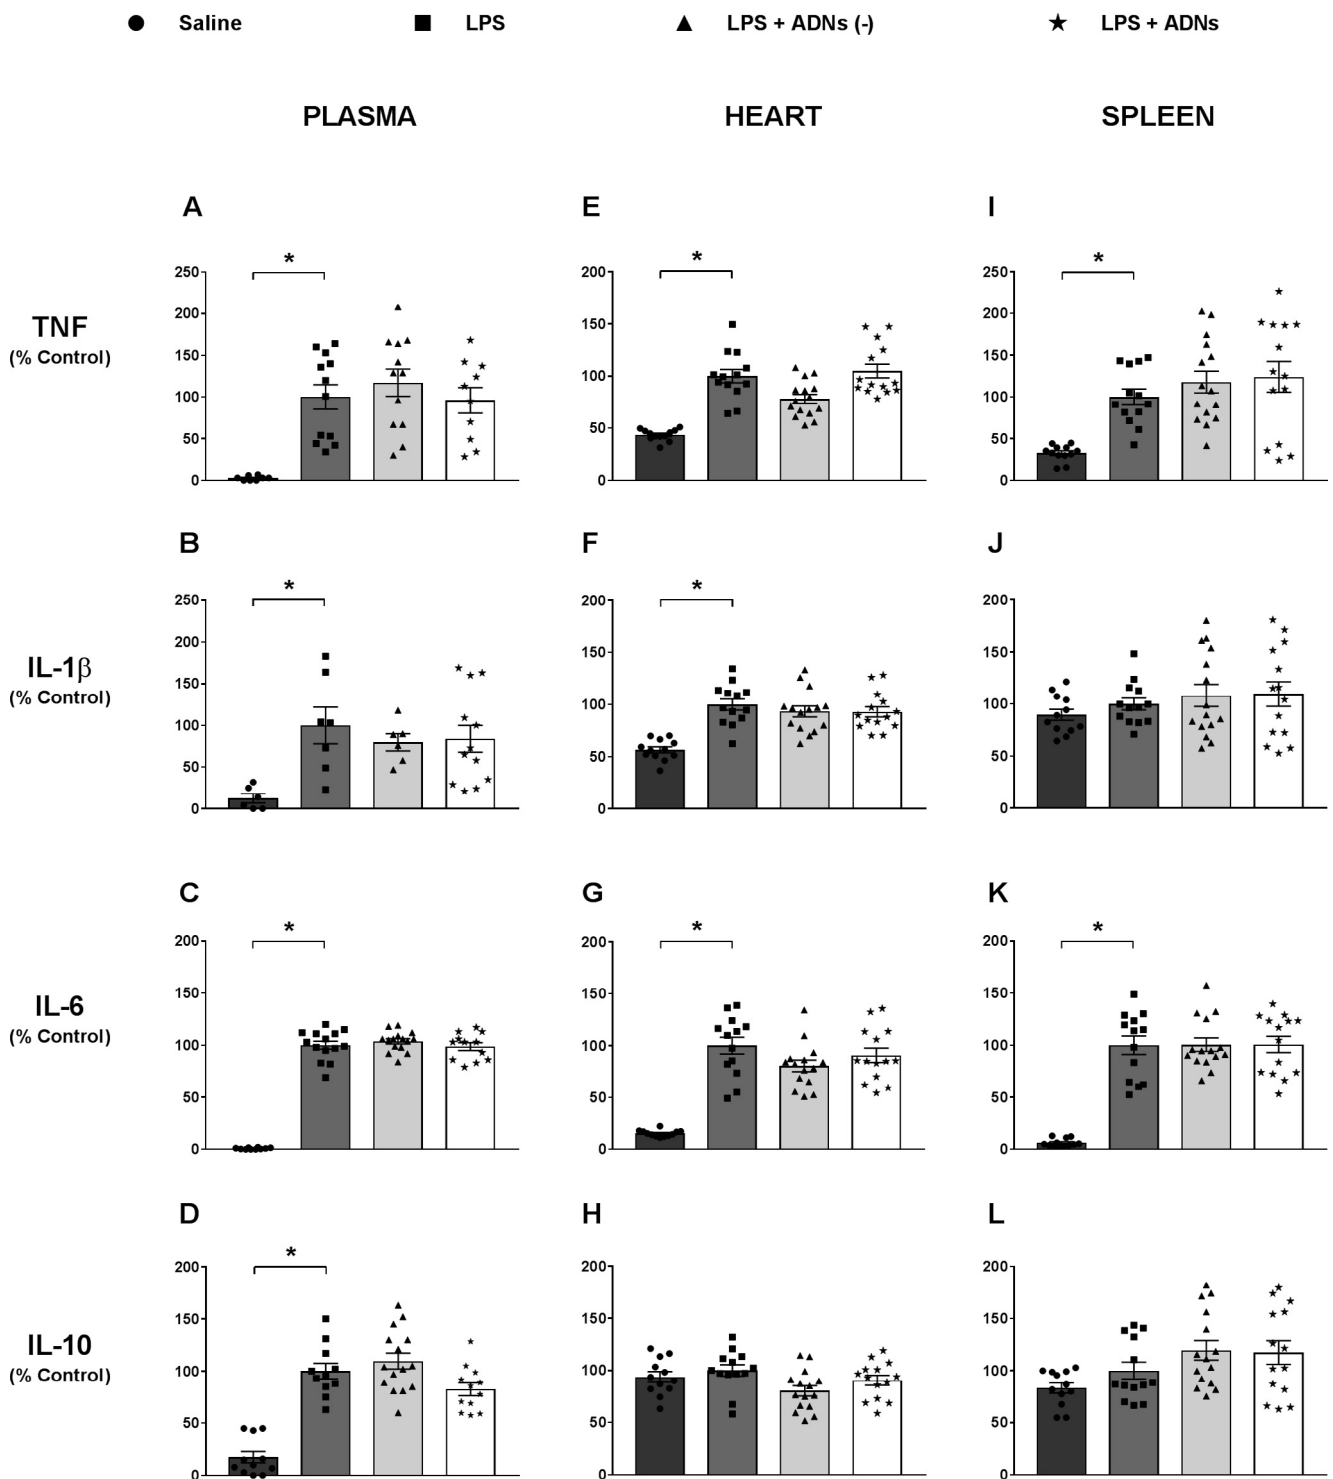 Saline LPS LPS + ADNs (-) LPS + ADNs
PLASMA HEART SPLEEN
A E I
TNF
(% Control)
* * *
250 200 250
200 150 200
150 100 150
100 50 100
50 0 50
0 0
B F J
IL-1β
(% Control)
* *
250 200 200
200 150 150
150 100 100
100 50 50
50 0 0
0
C G K
IL-6
(% Control)
* * *
200 200 200
150 150 150
100 100 100
50 50 50
0 0 0
D H L
IL-10
(% Control)
*
200 200 200
150 150 150
100 100 100
50 50 50
0 0 0